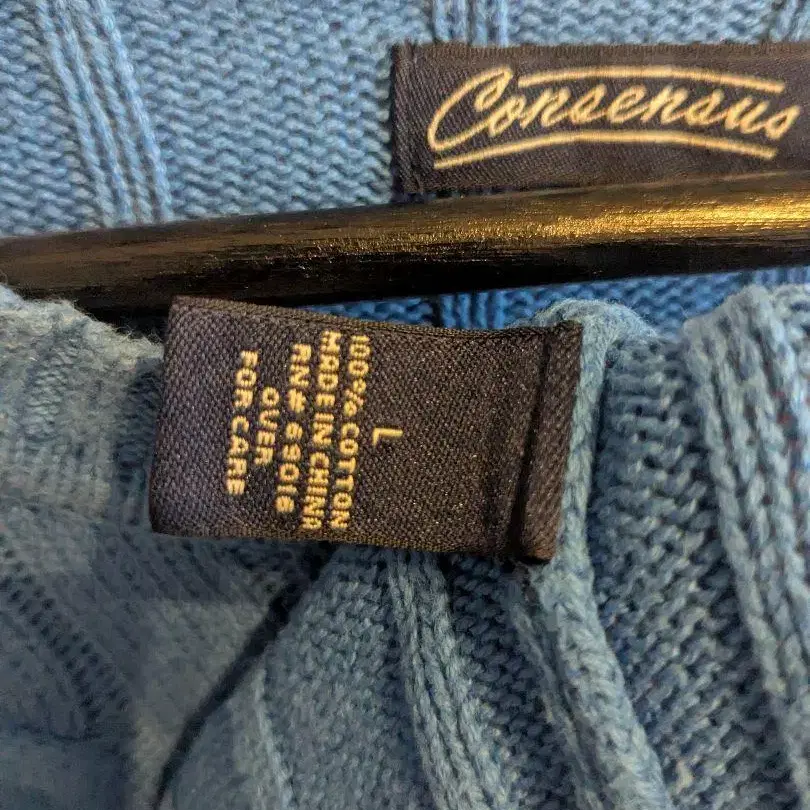 Consensus
L
100% COTTON
MADE IN CHINA
RN# 69018
OVER
FOR CARE